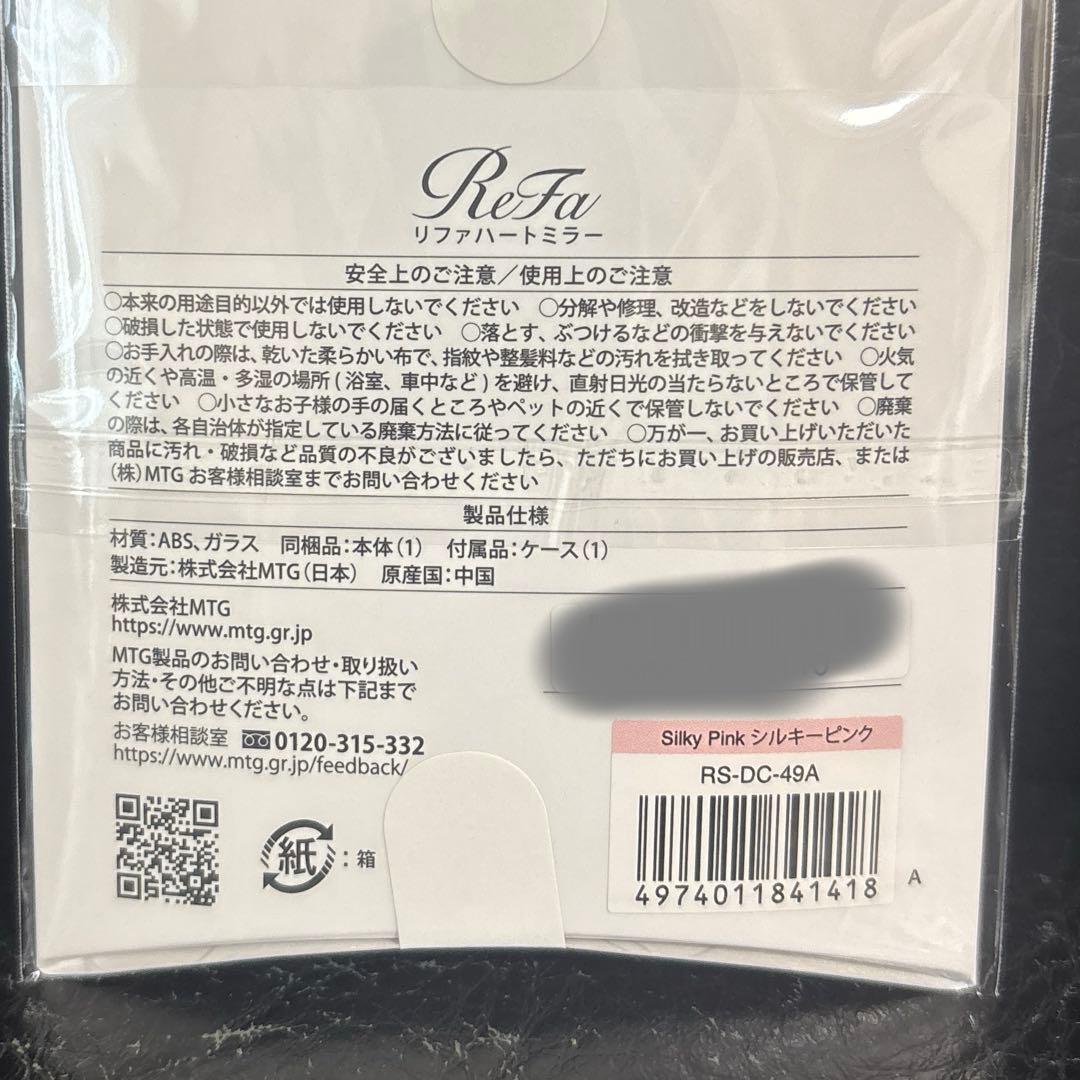 ReFa
リファハートミラー
安全上のご注意／使用上のご注意
○本来の用途目的以外では使用しないでください　○分解や修理、改造などをしないでください
○破損した状態で使用しないでください　○落とす、ぶつけるなどの衝撃を与えないでください
○お手入れの際は、乾いた柔らかい布で、指紋や整髪料などの汚れを拭き取ってください　○火気
の近くや高温・多湿の場所(浴室、車中など)を避け、直射日光の当たらないところで保管して
ください　○小さなお子様の手の届くところやペットの近くで保管しないでください　○廃棄
の際は、各自治体が指定している廃棄方法に従ってください　○万が一、お買い上げいただいた
商品に汚れ・破損など品質の不良がございましたら、ただちにお買い上げの販売店、または
(株)MTGお客様相談室までお問い合わせください
製品仕様
材質：ABS、ガラス　同梱品：本体(1)　付属品：ケース(1)
製造元：株式会社MTG(日本)　原産国：中国
株式会社MTG
https://www.mtg.gr.jp
MTG製品のお問い合わせ・取り扱い
方法・その他ご不明な点は下記まで
お問い合わせください。
お客様相談室 0120-315-332
https://www.mtg.gr.jp/feedback/
紙：箱
Silky Pink シルキーピンク
RS-DC-49A
4974011841418
A